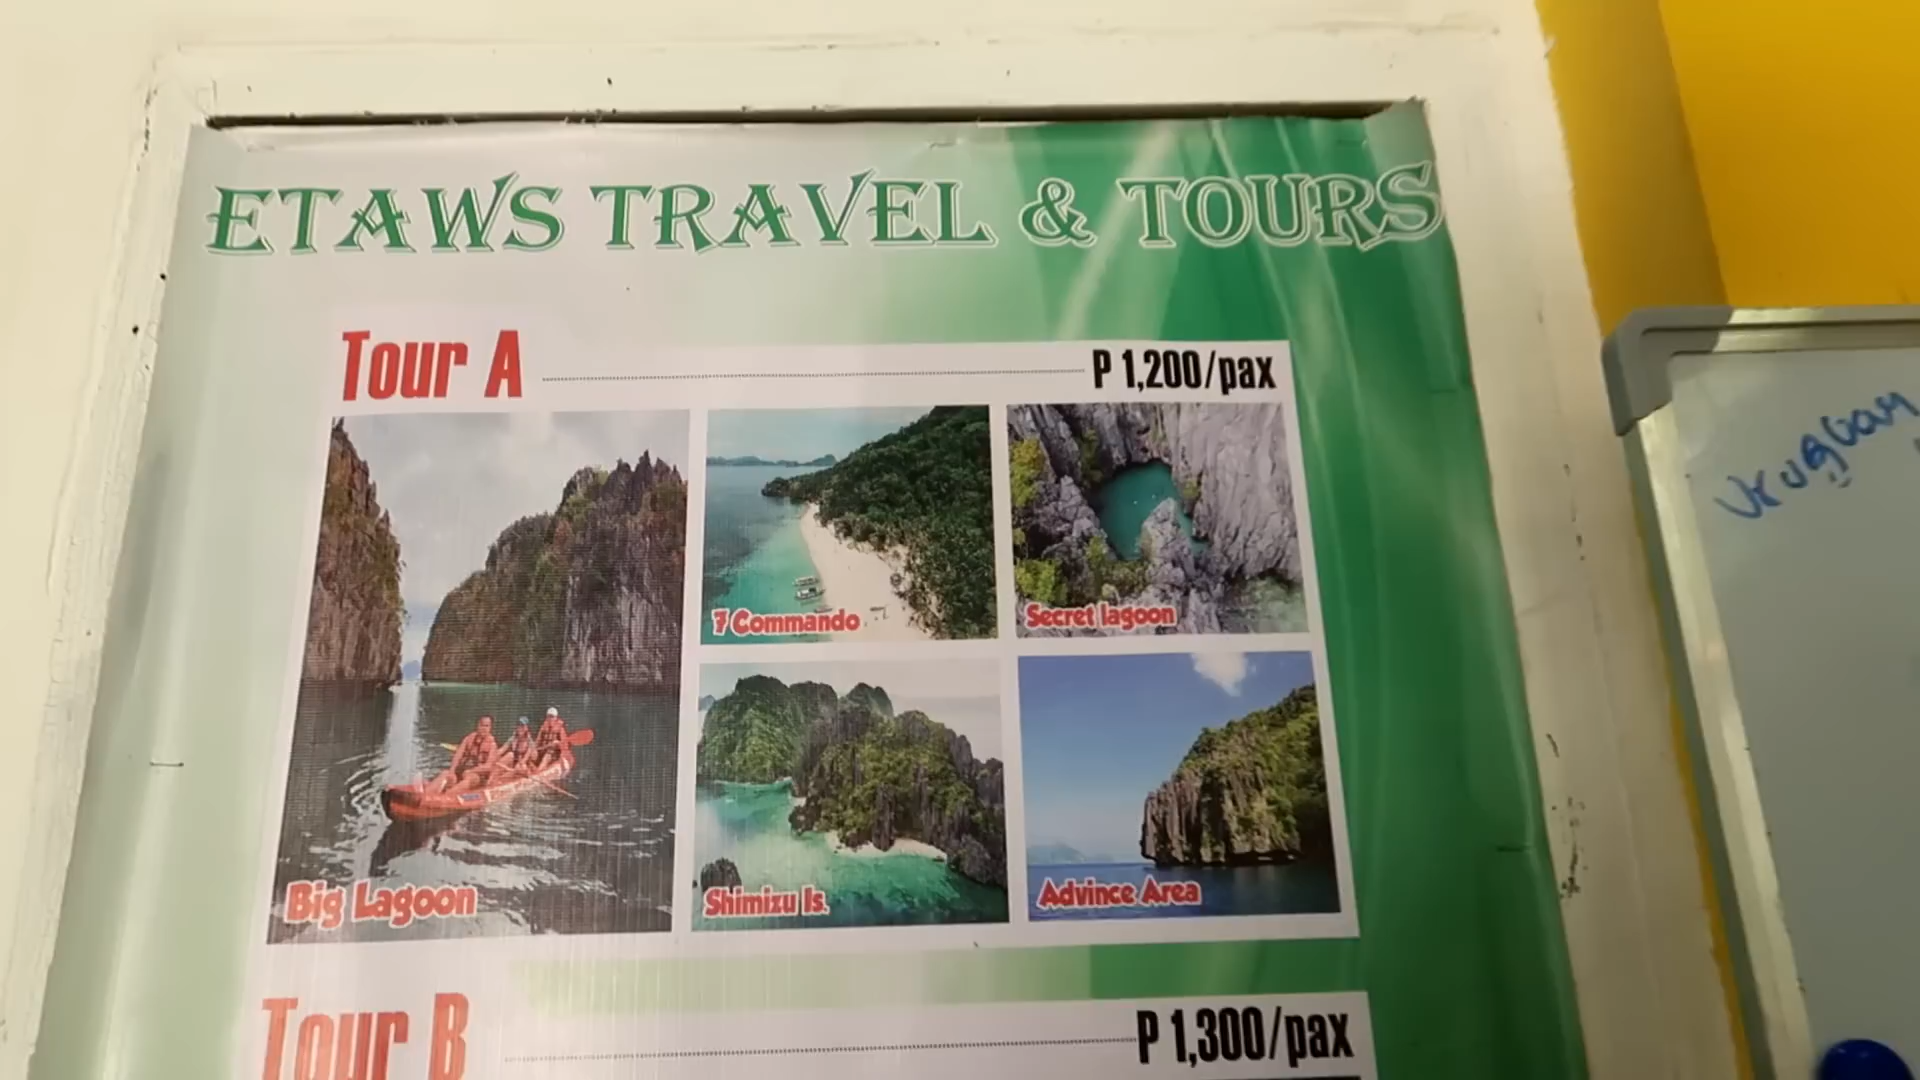 ETAWS TRAVEL & TOURS
Tour A P 1,200/pax
7 Commando
Secret lagoon
Big Lagoon
Shimizu Is.
Advince Area
Tour B P 1,300/pax